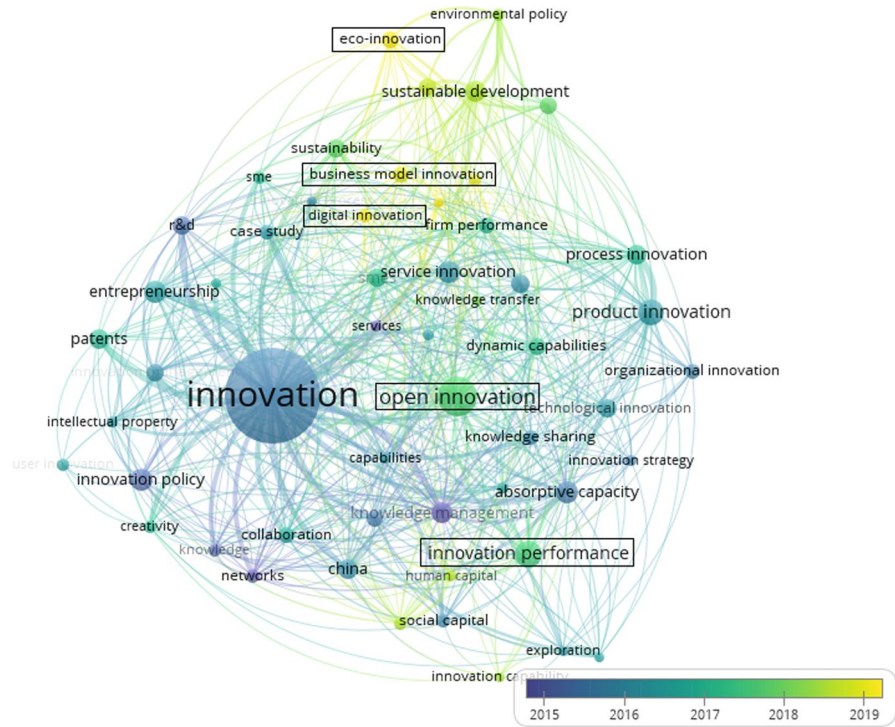 environmental policy
eco-innovation
sustainable development
sustainability
business model innovation
sme
digital innovation
r&d
case study
firm performance
process innovation
service innovation
entrepreneurship
knowledge transfer
product innovation
services
patents
dynamic capabilities
organizational innovation
innovation
open innovation
technological innovation
intellectual property
knowledge sharing
capabilities
innovation strategy
user innovation
innovation policy
absorptive capacity
knowledge management
creativity
collaboration
knowledge
innovation performance
networks
china
human capital
social capital
exploration
innovation capability
2015 2016 2017 2018 2019